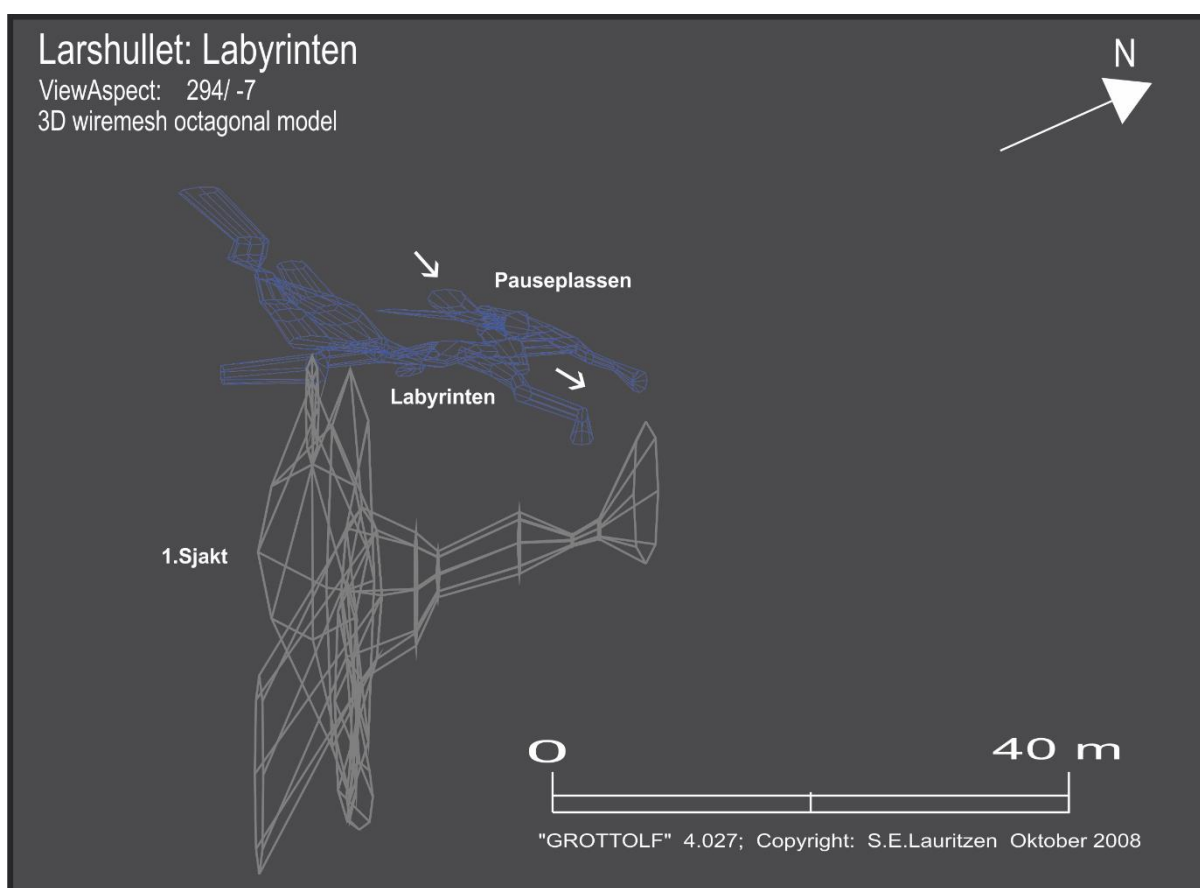 Larshullet: Labyrinten
ViewAspect: 294/ -7
3D wiremesh octagonal model
N
Pauseplassen
Labyrinten
1.Sjakt
0 40 m
"GROTTOLF" 4.027; Copyright: S.E.Lauritzen Oktober 2008